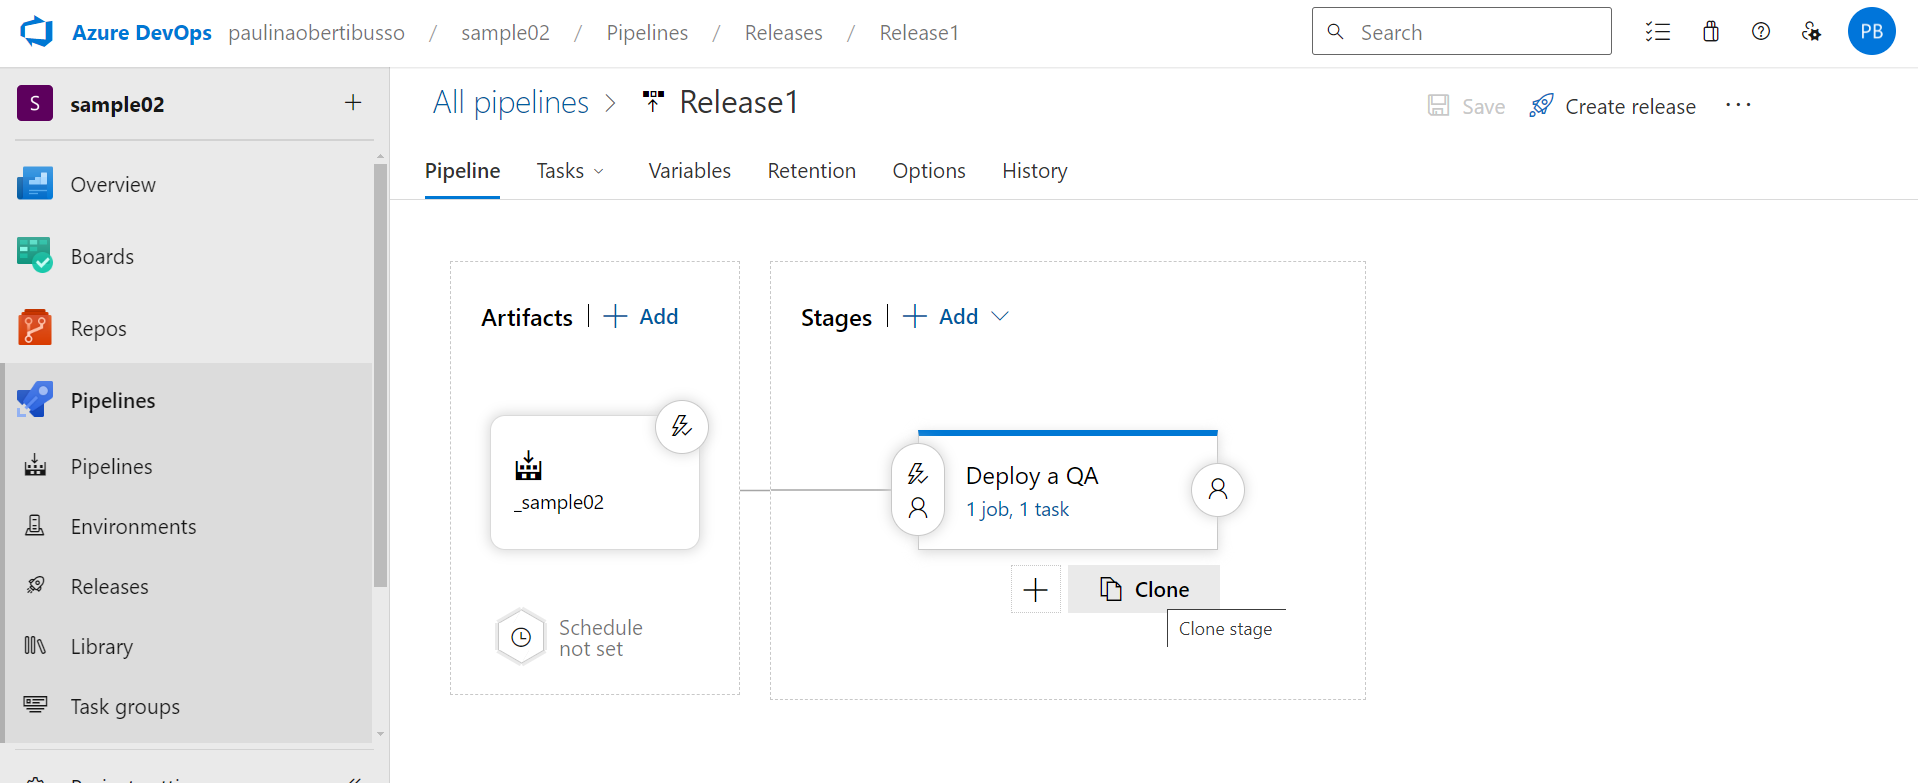 Azure DevOps paulinaobertibusso / sample02 / Pipelines / Releases / Release1 Search PB
S sample02
All pipelines > Release1 Save Create release ...
Pipeline Tasks Variables Retention Options History
Overview
Boards
Repos
Pipelines
Pipelines
Environments
Releases
Library
Task groups
Artifacts | + Add
Stages | + Add
_sample02
Deploy a QA
1 job, 1 task
Clone
Clone stage
Schedule
not set